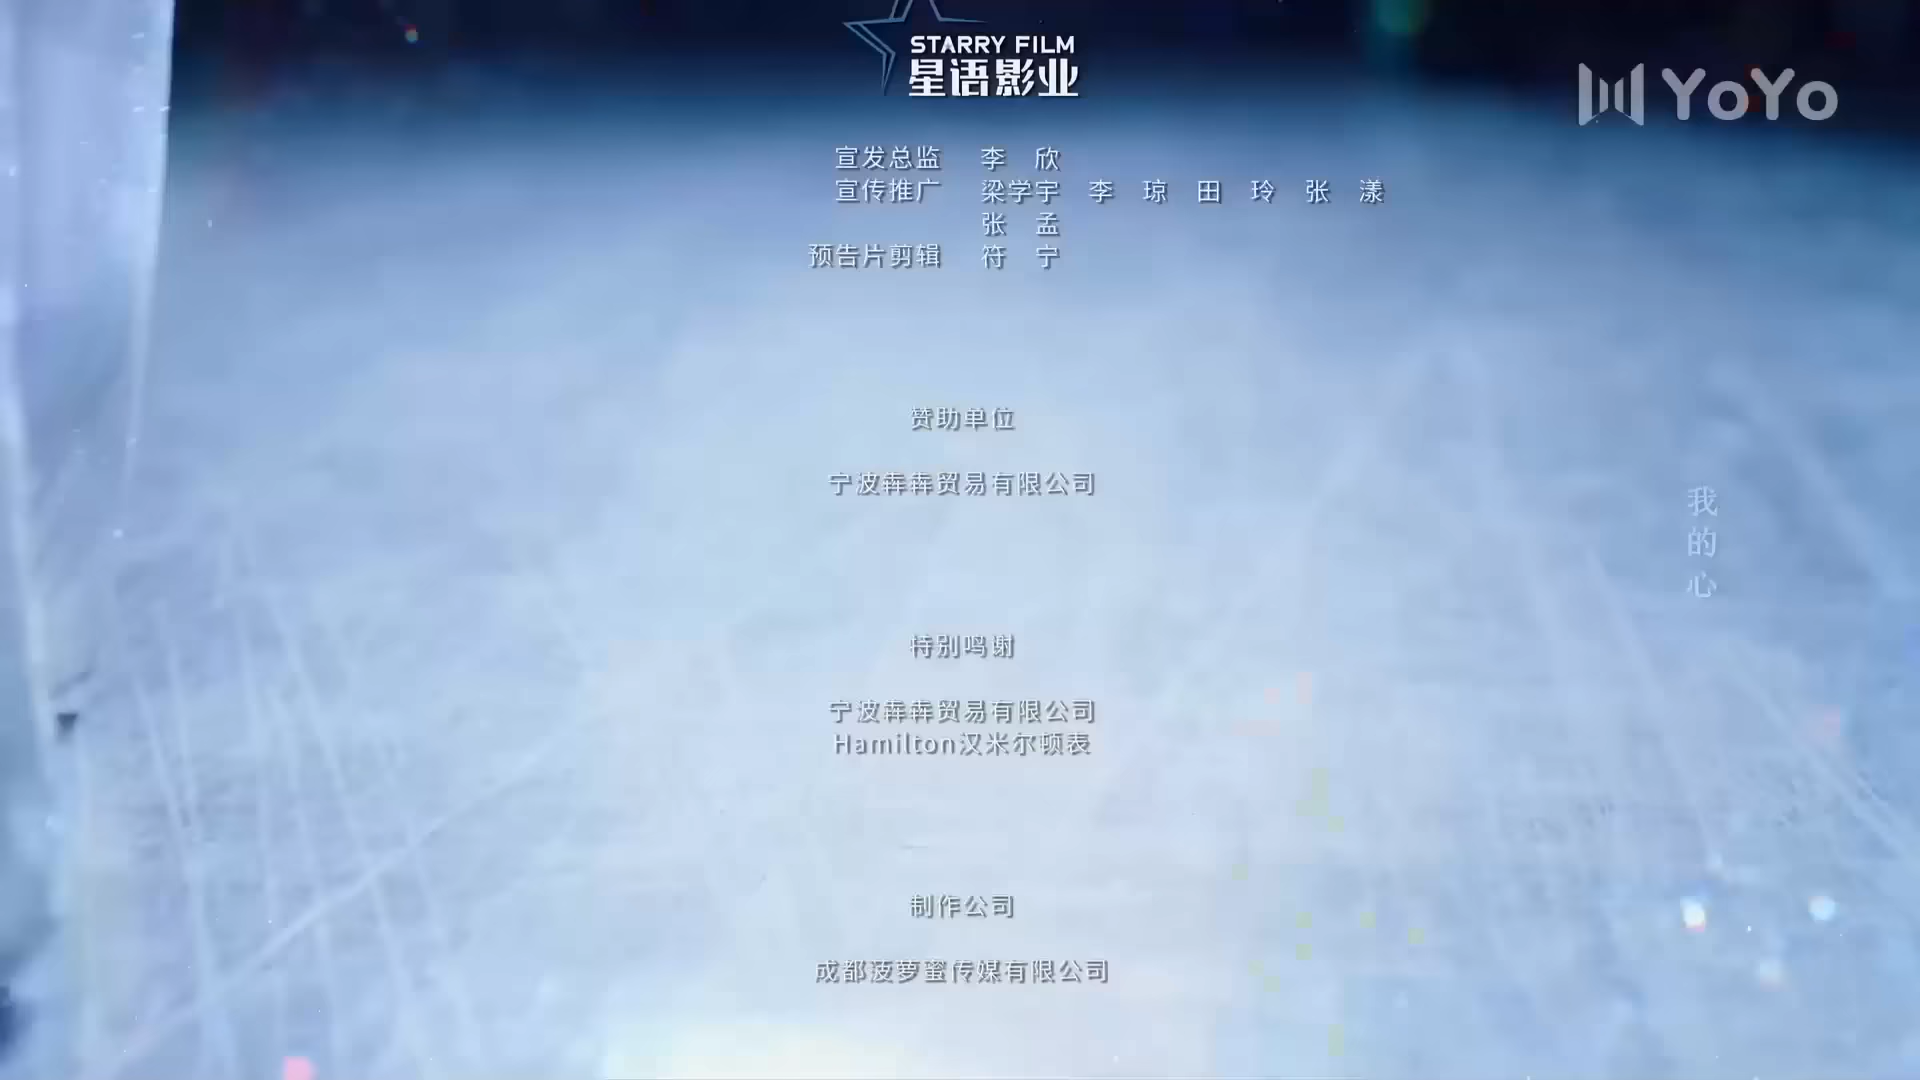 STARRY FILM
星语影业
YoYo
宣发总监 李 欣
宣传推广 梁学宇 李 琼 田 玲 张 漾
张 孟
预告片剪辑 符 宁
赞助单位
宁波犇犇贸易有限公司
我的心
特别鸣谢
宁波犇犇贸易有限公司
Hamilton汉米尔顿表
制作公司
成都菠萝蜜传媒有限公司